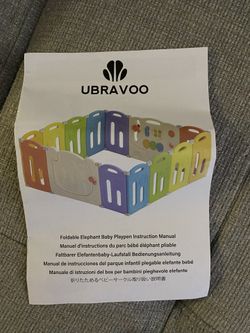 UBRAVOO
Foldable Elephant Baby Playpen Instruction Manual
Manual d'instructions du parc bébé éléphant pliable
Faltbarer Elefantenbaby-Laufstall Bedienungsanleitung
Manual de instrucciones del parque infantil plegable elefante bebé
Manuale di istruzioni del box per bambini pieghevole elefante
折りたためるベビーサークル取り扱い説明書